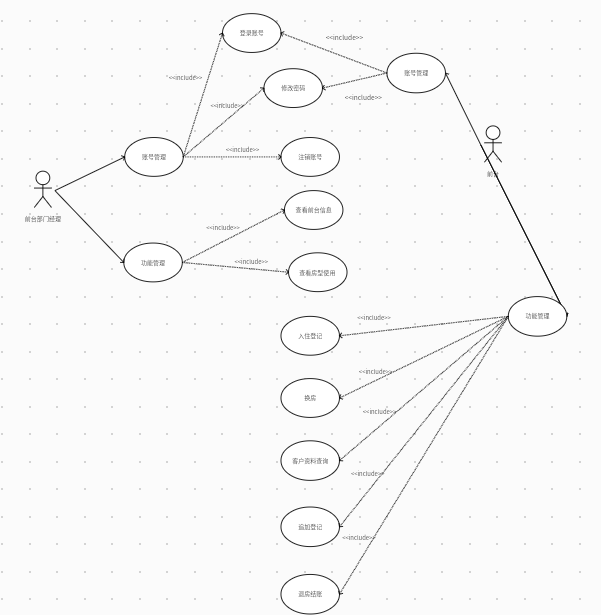 登录账号
<<include>>
账号管理
<<include>>
修改密码
<<include>>
<<include>>
<<include>>
账号管理
注销账号
前台
查看前台信息
前台部门经理
<<include>>
功能管理
<<include>>
查看房型使用
<<include>>
功能管理
入住登记
<<include>>
换房
<<include>>
客户资料查询
<<include>>
追加登记
<<include>>
退房结账